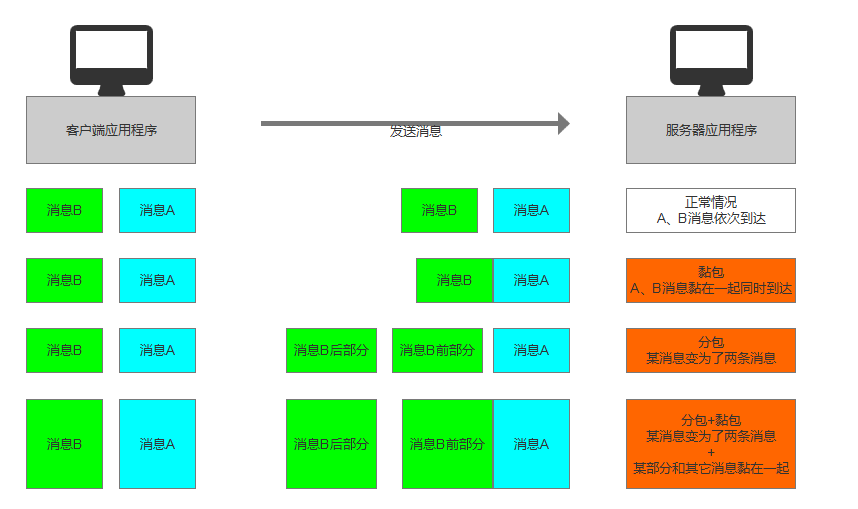 客户端应用程序
发送消息
服务器应用程序
消息B
消息A
消息B
消息A
正常情况
A、B消息依次到达
消息B
消息A
消息B
消息A
黏包
A、B消息黏在一起同时到达
消息B
消息A
消息B后部分
消息B前部分
消息A
分包
某消息变为了两条消息
消息B
消息A
消息B后部分
消息B前部分
消息A
分包+黏包
某消息变为了两条消息
+
某部分和其它消息黏在一起